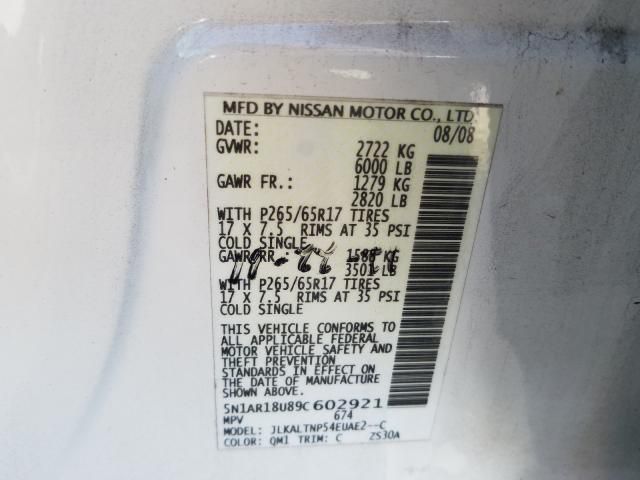 MFD BY NISSAN MOTOR CO., LTD
DATE: 08/08
GVWR: 2722 KG
6000 LB
GAWR FR.: 1279 KG
2820 LB
WITH P265/65R17 TIRES
17 X 7.5 RIMS AT 35 PSI
COLD SINGLE
GAWR RR.: 1588 KG
3501 LB
WITH P265/65R17 TIRES
17 X 7.5 RIMS AT 35 PSI
COLD SINGLE
THIS VEHICLE CONFORMS TO
ALL APPLICABLE FEDERAL
MOTOR VEHICLE SAFETY AND
THEFT PREVENTION
STANDARDS IN EFFECT ON
THE DATE OF MANUFACTURE
SHOWN ABOVE.
5N1AR18U89C602921
MPV 674
MODEL: JLKALTNP54EUAE2--C
COLOR: QM1 TRIM: C ZS30A